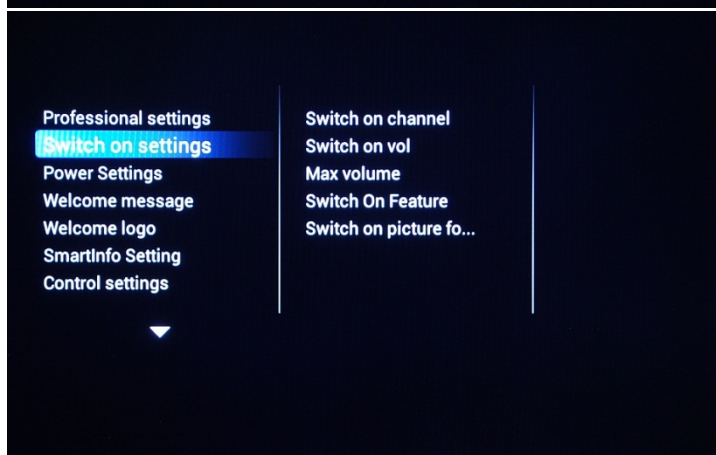 Professional settings
Switch on settings
Power Settings
Welcome message
Welcome logo
SmartInfo Setting
Control settings
Switch on channel
Switch on vol
Max volume
Switch On Feature
Switch on picture fo...